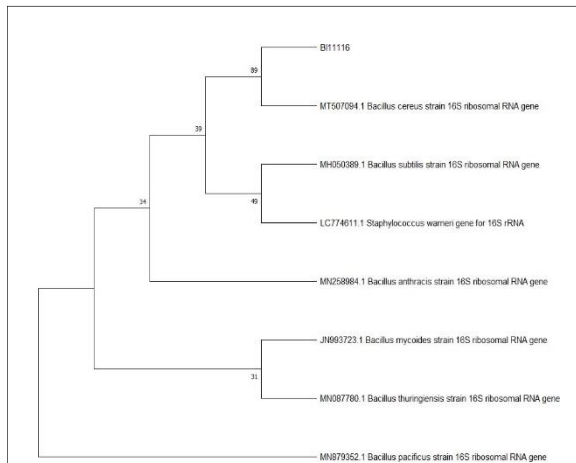 BI11116
89
MT507094.1 Bacillus cereus strain 16S ribosomal RNA gene
39
MH050389.1 Bacillus subtilis strain 16S ribosomal RNA gene
49
34
LC774611.1 Staphylococcus warneri gene for 16S rRNA
MN258984.1 Bacillus anthracis strain 16S ribosomal RNA gene
JN993723.1 Bacillus mycoides strain 16S ribosomal RNA gene
31
MN087780.1 Bacillus thuringiensis strain 16S ribosomal RNA gene
MN879352.1 Bacillus pacificus strain 16S ribosomal RNA gene